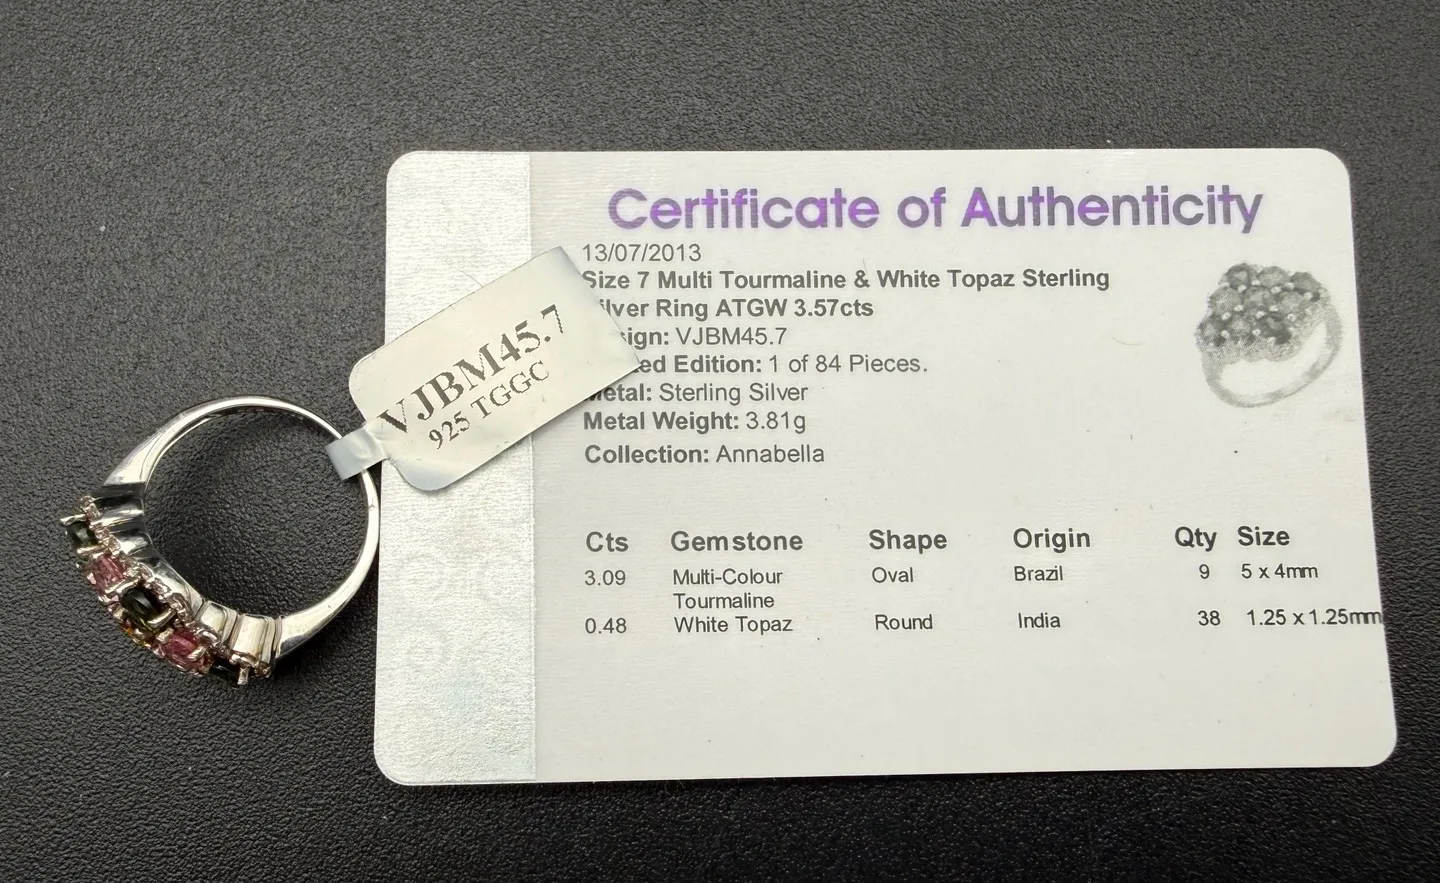 Certificate of Authenticity
13/07/2013
Size 7 Multi Tourmaline & White Topaz Sterling
Silver Ring ATGW 3.57cts
sign: VJBM45.7
ed Edition: 1 of 84 Pieces.
Metal: Sterling Silver
Metal Weight: 3.81g
Collection: Annabella
VJBM45.7
925 TGGC
Cts Gemstone Shape Origin Qty Size
3.09 Multi-Colour Oval Brazil 9 5 x 4mm
Tourmaline
0.48 White Topaz Round India 38 1.25 x 1.25mm